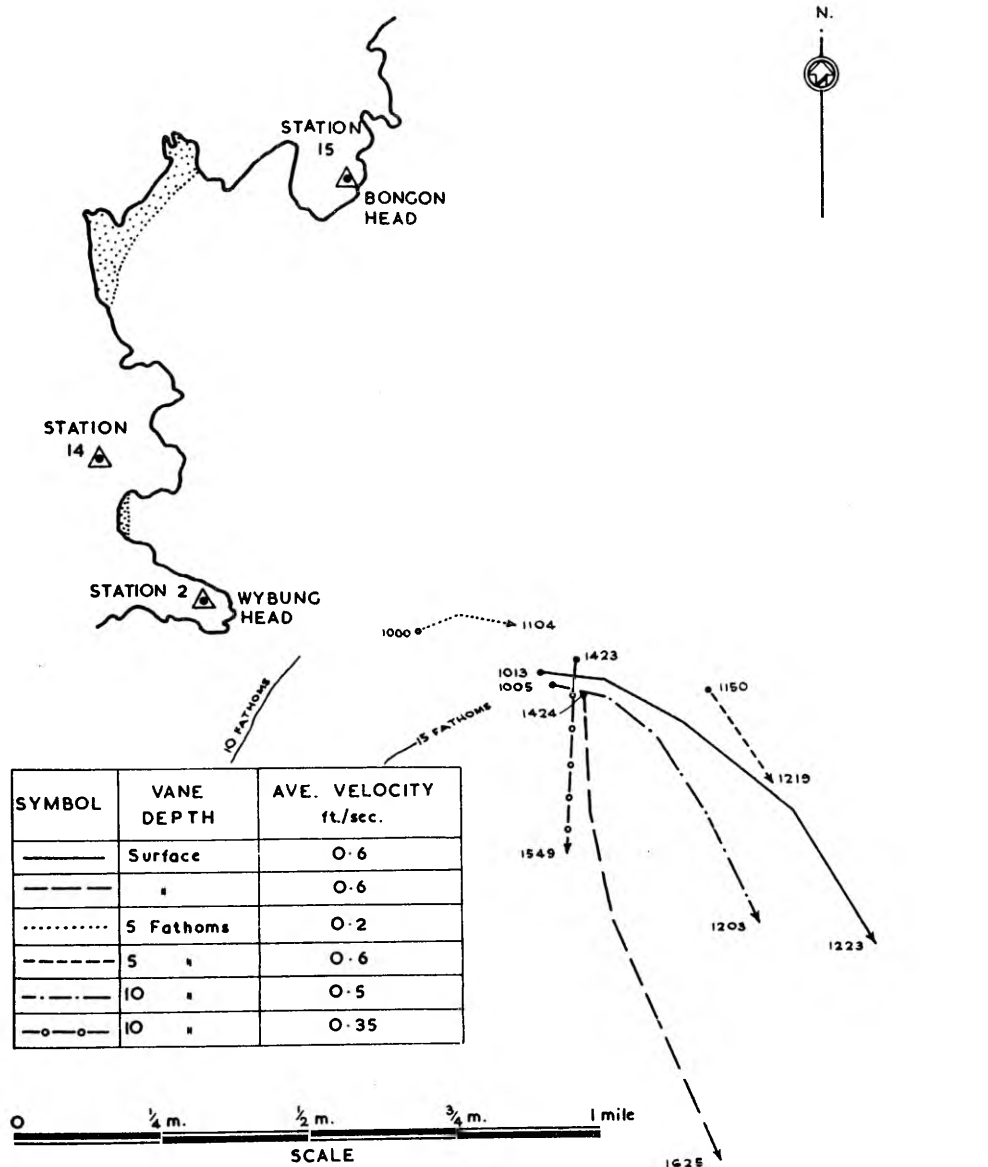 N.
STATION
15
BONGON
HEAD
STATION
14
STATION 2
WYBUNG
HEAD
1000
1104
1423
1013
1005
1150
1424
10 FATHOMS
15 FATHOMS
1219
1549
1203
1223
SYMBOL VANE DEPTH AVE. VELOCITY ft./sec.
Surface 0·6
" 0·6
5 Fathoms 0·2
5 " 0·6
10 " 0·5
10 " 0·35
0 ¼ m. ½ m. ¾ m. 1 mile
SCALE
1625